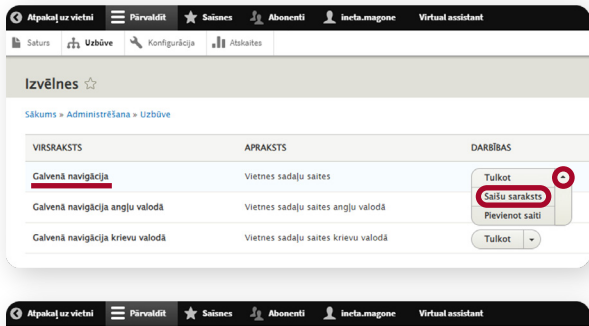 Atpakaļ uz vietni Pārvaldīt Saīsnes Abonenti ineta.magone Virtual assistant
Saturs Uzbūve Konfigurācija Atskaites
Izvēlnes
Sākums » Administrēšana » Uzbūve
VIRSRAKSTS APRAKSTS DARBĪBAS
Galvenā navigācija Vietnes sadaļu saites Tulkot
Saišu saraksts
Pievienot saiti
Galvenā navigācija angļu valodā Vietnes sadaļu saites angļu valodā
Galvenā navigācija krievu valodā Vietnes sadaļu saites krievu valodā Tulkot
Atpakaļ uz vietni Pārvaldīt Saīsnes Abonenti ineta.magone Virtual assistant